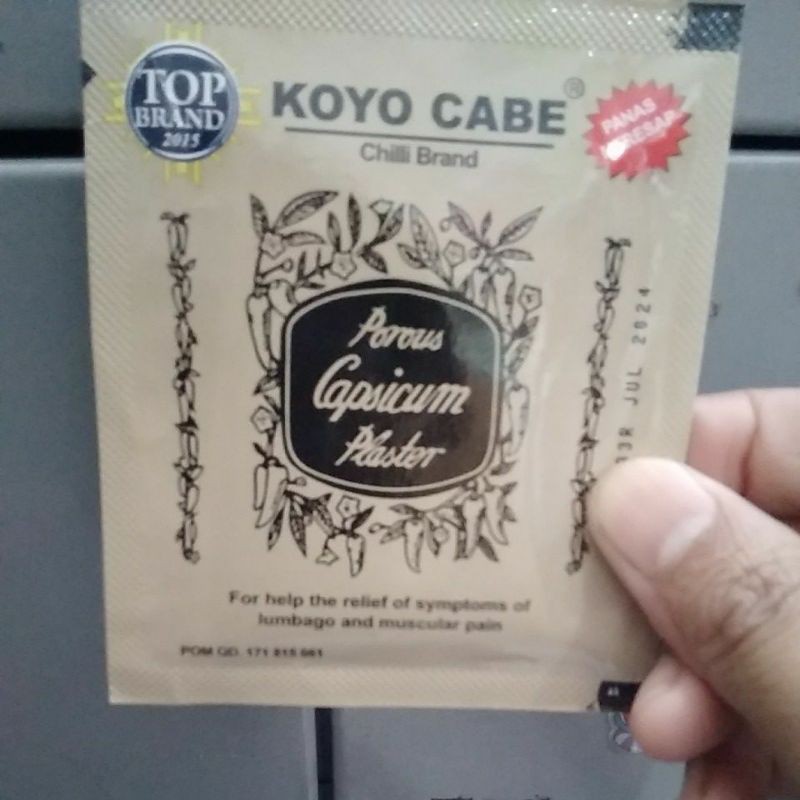 TOP
BRAND
2015
KOYO CABE®
Chilli Brand
PANAS
Porous
Capsicum
Plaster
JUL 2024
For help the relief of symptoms of
lumbago and muscular pain
POM QD. 171 815 061